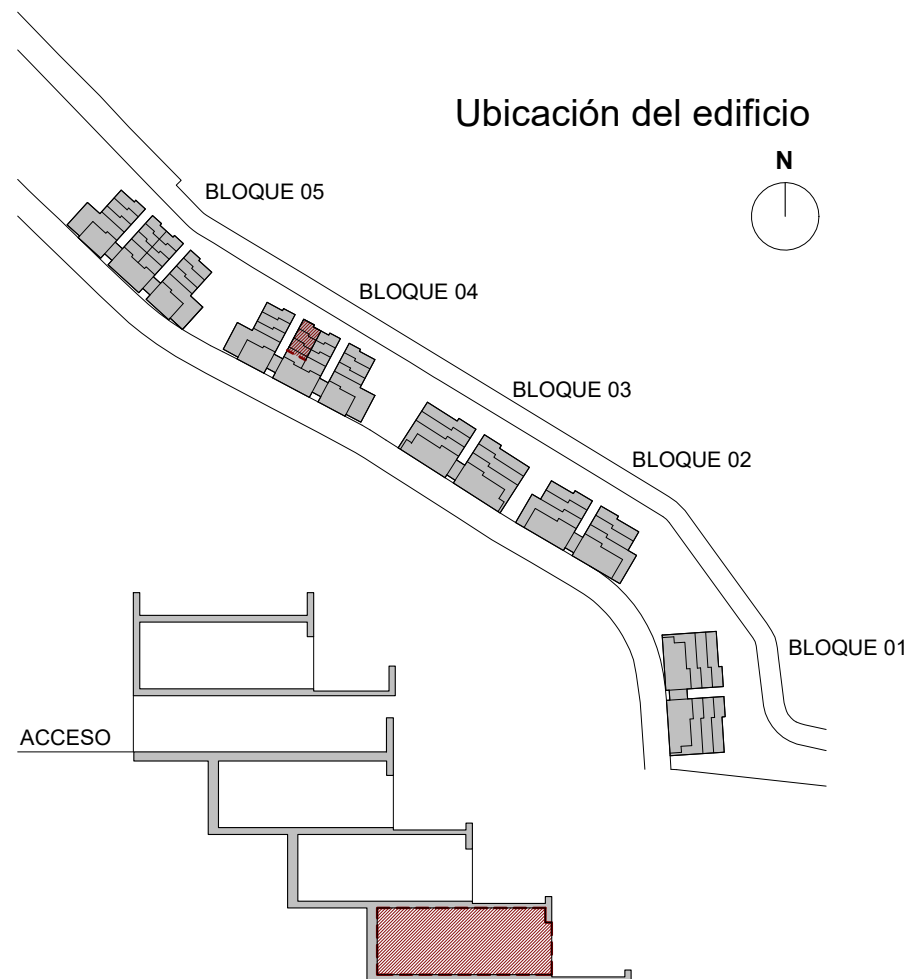 Ubicación del edificio
N
BLOQUE 05
BLOQUE 04
BLOQUE 03
BLOQUE 02
BLOQUE 01
ACCESO